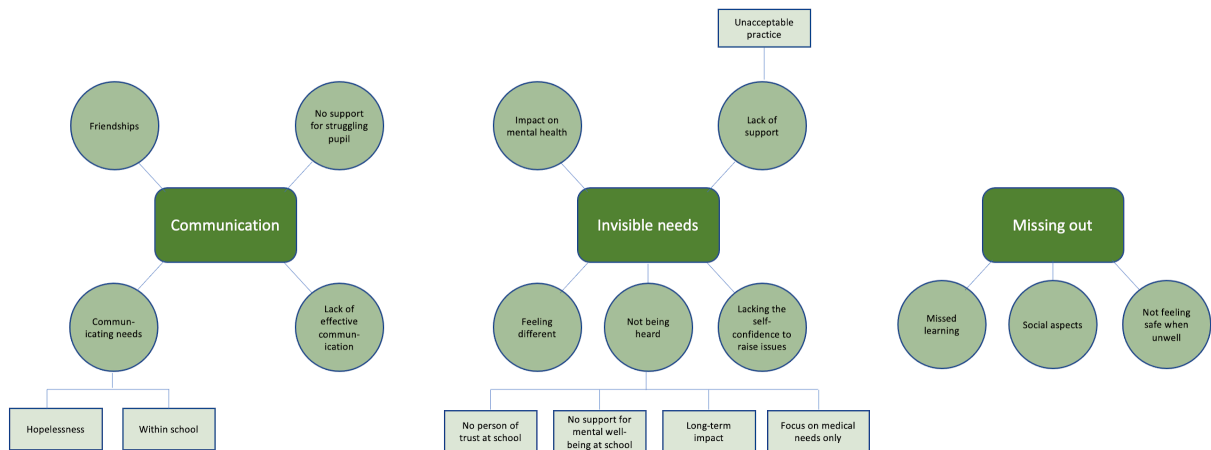 Unacceptable
practice
Friendships
No support
for struggling
pupil
Impact on
mental health
Lack of
support
Communication
Invisible needs
Missing out
Commun-
icating needs
Lack of
effective
commun-
ication
Feeling
different
Not being
heard
Lacking the
self-
confidence to
raise issues
Missed
learning
Social aspects
Not feeling
safe when
unwell
Hopelessness
Within school
No person of
trust at school
No support for
mental well-
being at school
Long-term
impact
Focus on medical
needs only